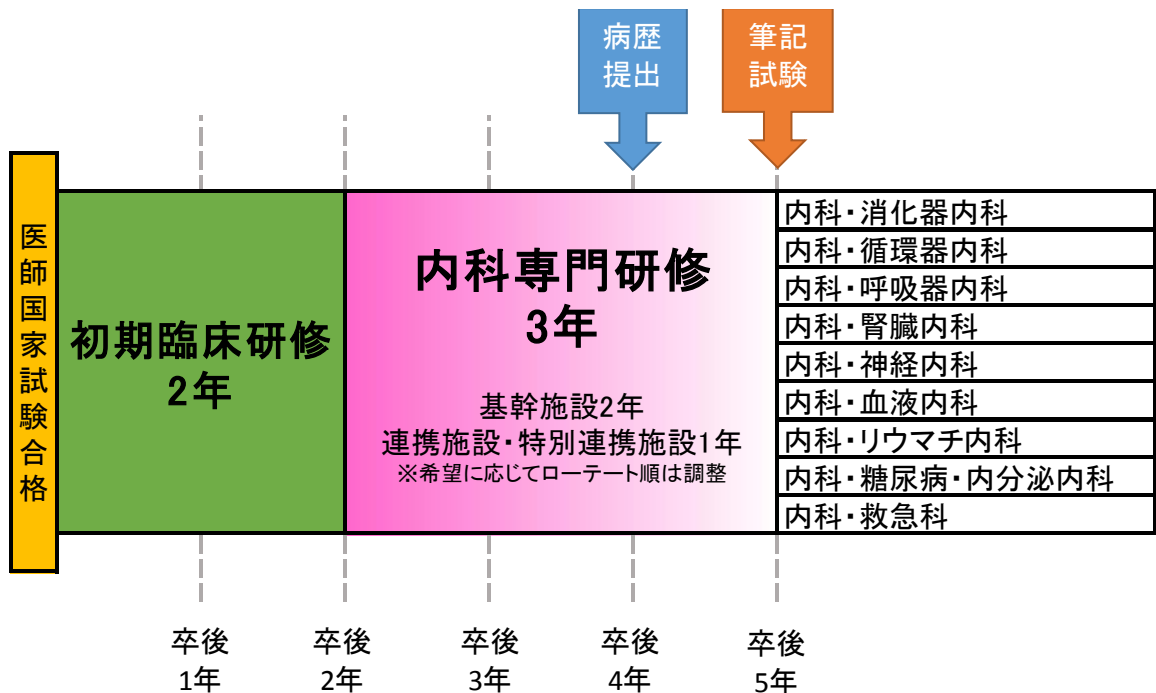 病歴
提出
筆記
試験
医師国家試験合格
初期臨床研修
2年
内科専門研修
3年
基幹施設2年
連携施設・特別連携施設1年
※希望に応じてローテート順は調整
内科・消化器内科
内科・循環器内科
内科・呼吸器内科
内科・腎臓内科
内科・神経内科
内科・血液内科
内科・リウマチ内科
内科・糖尿病・内分泌内科
内科・救急科
卒後
1年
卒後
2年
卒後
3年
卒後
4年
卒後
5年